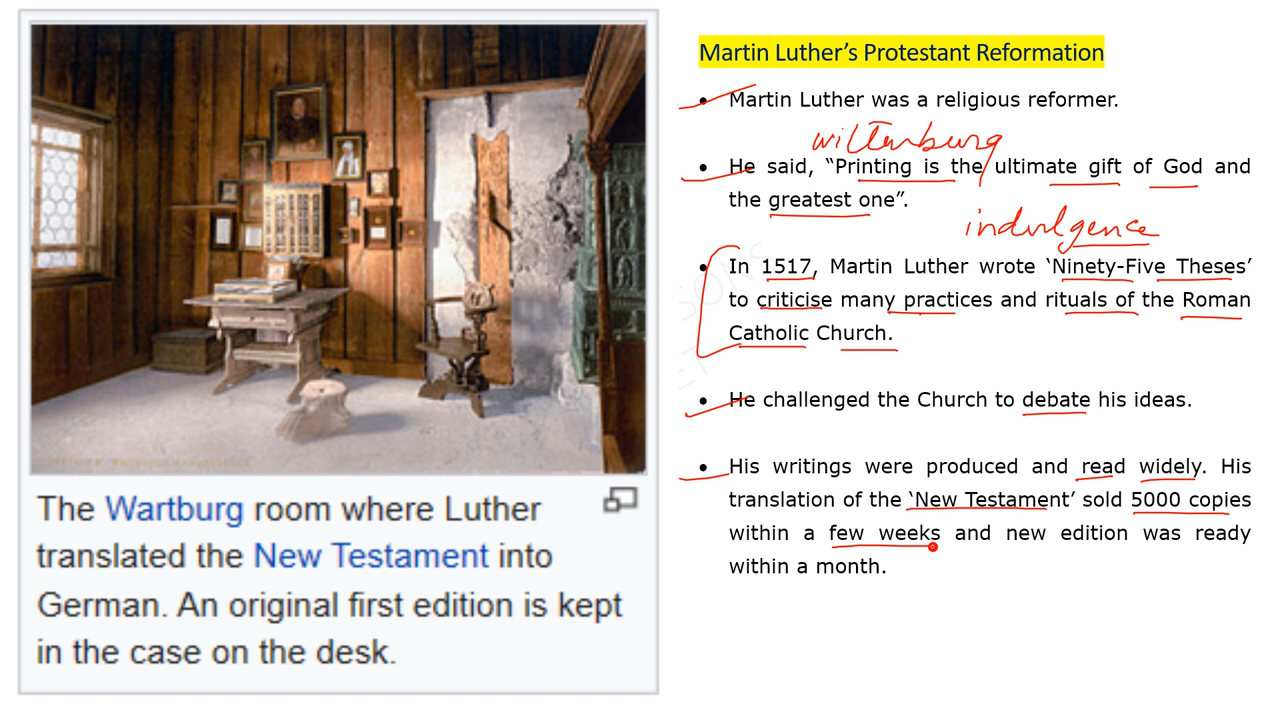 The Wartburg room where Luther
translated the New Testament into
German. An original first edition is kept
in the case on the desk.
Martin Luther’s Protestant Reformation
• Martin Luther was a religious reformer.
wittenburg
• He said, “Printing is the ultimate gift of God and
the greatest one”.
indulgence
• In 1517, Martin Luther wrote ‘Ninety-Five Theses’
to criticise many practices and rituals of the Roman
Catholic Church.
• He challenged the Church to debate his ideas.
• His writings were produced and read widely. His
translation of the ‘New Testament’ sold 5000 copies
within a few weeks and new edition was ready
within a month.